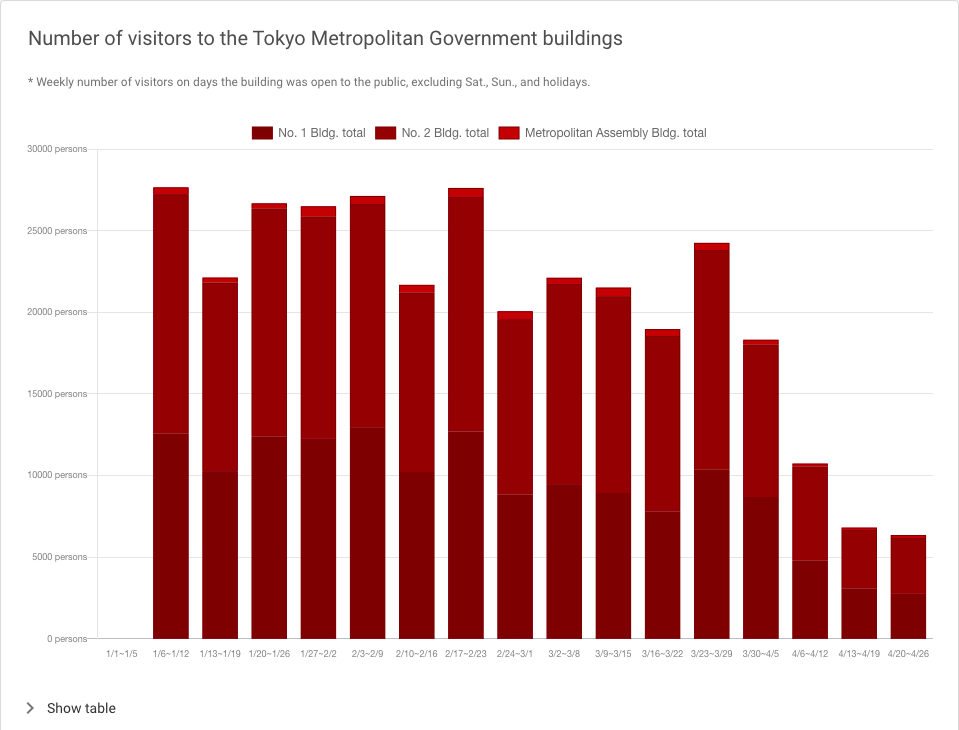 Number of visitors to the Tokyo Metropolitan Government buildings
* Weekly number of visitors on days the building was open to the public, excluding Sat., Sun., and holidays.
No. 1 Bldg. total No. 2 Bldg. total Metropolitan Assembly Bldg. total
30000 persons
25000 persons
20000 persons
15000 persons
10000 persons
5000 persons
0 persons
1/1~1/5 1/6~1/12 1/13~1/19 1/20~1/26 1/27~2/2 2/3~2/9 2/10~2/16 2/17~2/23 2/24~3/1 3/2~3/8 3/9~3/15 3/16~3/22 3/23~3/29 3/30~4/5 4/6~4/12 4/13~4/19 4/20~4/26
Show table